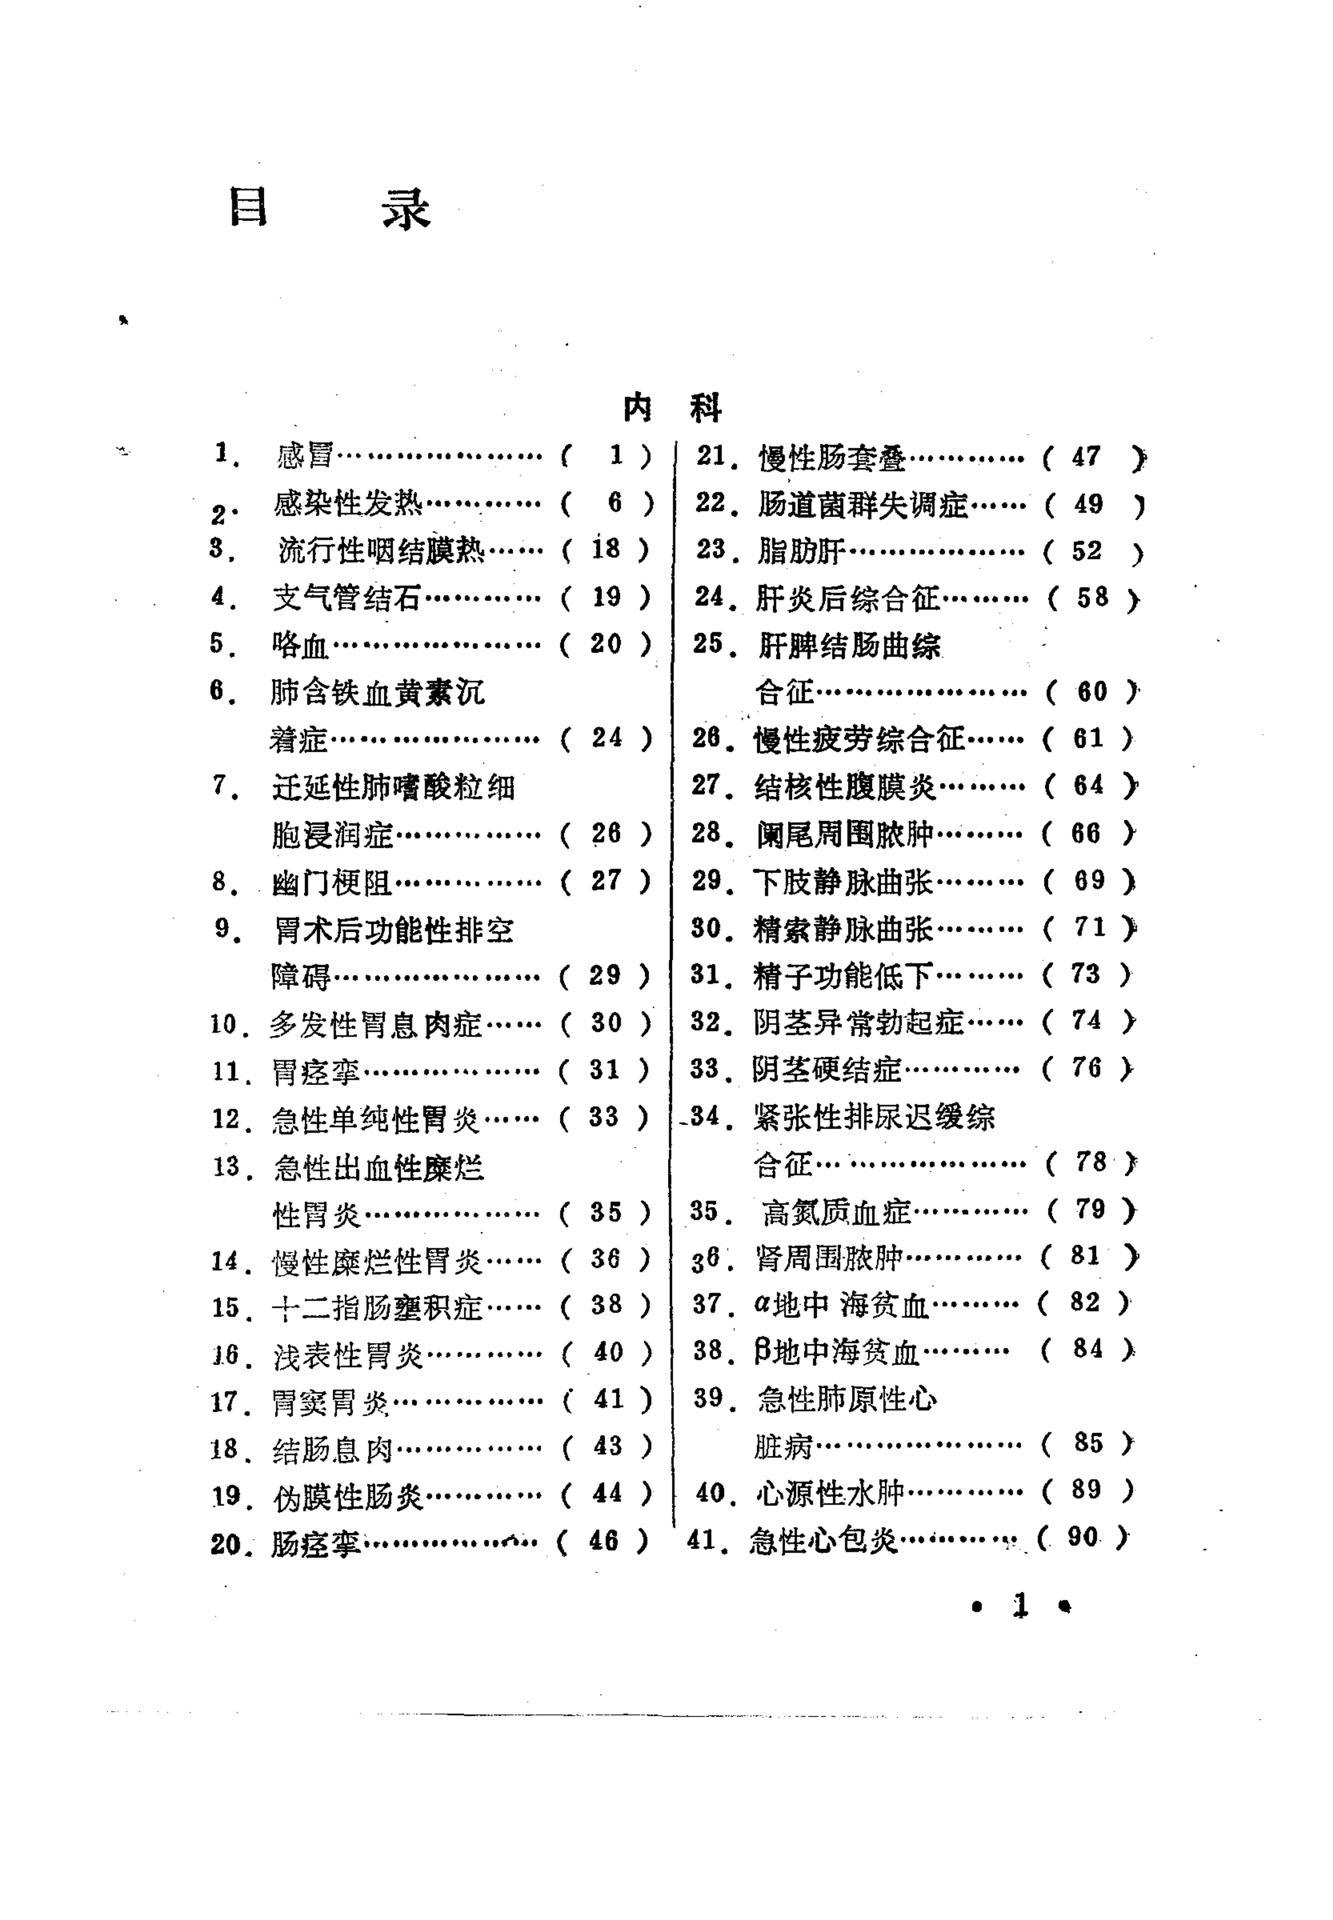 目 录
内 科
1. 感冒…………………( 1 )
2. 感染性发热…………( 6 )
3. 流行性咽结膜热……( 18 )
4. 支气管结石…………( 19 )
5. 咯血…………………( 20 )
6. 肺含铁血黄素沉
着症…………………( 24 )
7. 迁延性肺嗜酸粒细
胞浸润症……………( 26 )
8. 幽门梗阻……………( 27 )
9. 胃术后功能性排空
障碍…………………( 29 )
10. 多发性胃息肉症……( 30 )
11. 胃痉挛………………( 31 )
12. 急性单纯性胃炎……( 33 )
13. 急性出血性糜烂
性胃炎………………( 35 )
14. 慢性糜烂性胃炎……( 36 )
15. 十二指肠壅积症……( 38 )
16. 浅表性胃炎…………( 40 )
17. 胃窦胃炎……………( 41 )
18. 结肠息肉……………( 43 )
19. 伪膜性肠炎…………( 44 )
20. 肠痉挛………………( 46 )
21. 慢性肠套叠…………( 47 )
22. 肠道菌群失调症……( 49 )
23. 脂肪肝………………( 52 )
24. 肝炎后综合征………( 58 )
25. 肝脾结肠曲综
合征…………………( 60 )
26. 慢性疲劳综合征……( 61 )
27. 结核性腹膜炎………( 64 )
28. 阑尾周围脓肿………( 66 )
29. 下肢静脉曲张………( 69 )
30. 精索静脉曲张………( 71 )
31. 精子功能低下………( 73 )
32. 阴茎异常勃起症……( 74 )
33. 阴茎硬结症…………( 76 )
34. 紧张性排尿迟缓综
合征…………………( 78 )
35. 高氮质血症…………( 79 )
36. 肾周围脓肿…………( 81 )
37. α地中 海贫血………( 82 )
38. β地中海贫血……… ( 84 )
39. 急性肺原性心
脏病…………………( 85 )
40. 心源性水肿…………( 89 )
41. 急性心包炎…………( 90 )
• 1 •